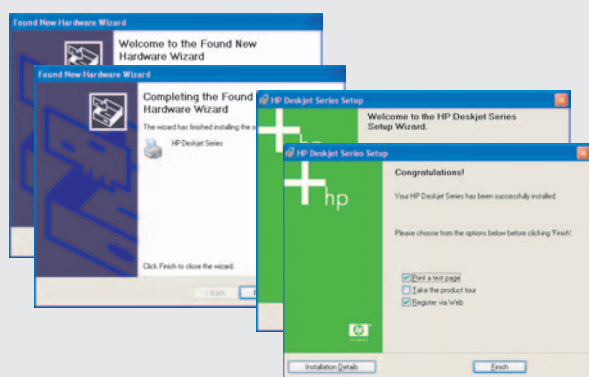 Found New Hardware Wizard
Welcome to the Found New
Hardware Wizard
Found New Hardware Wizard
Completing the Found
Hardware Wizard
The wizard has finished installing the
HP Deskjet Series
Click Finish to close the wizard.
< Back
HP Deskjet Series Setup
Welcome to the HP Deskjet Series
Setup Wizard.
HP Deskjet Series Setup
hp
Congratulations!
Your HP Deskjet Series has been successfully installed.
Please choose from the options below before clicking 'Finish'.
Print a test page
Take the product tour
Register via Web
hp
Installation Details
Finish